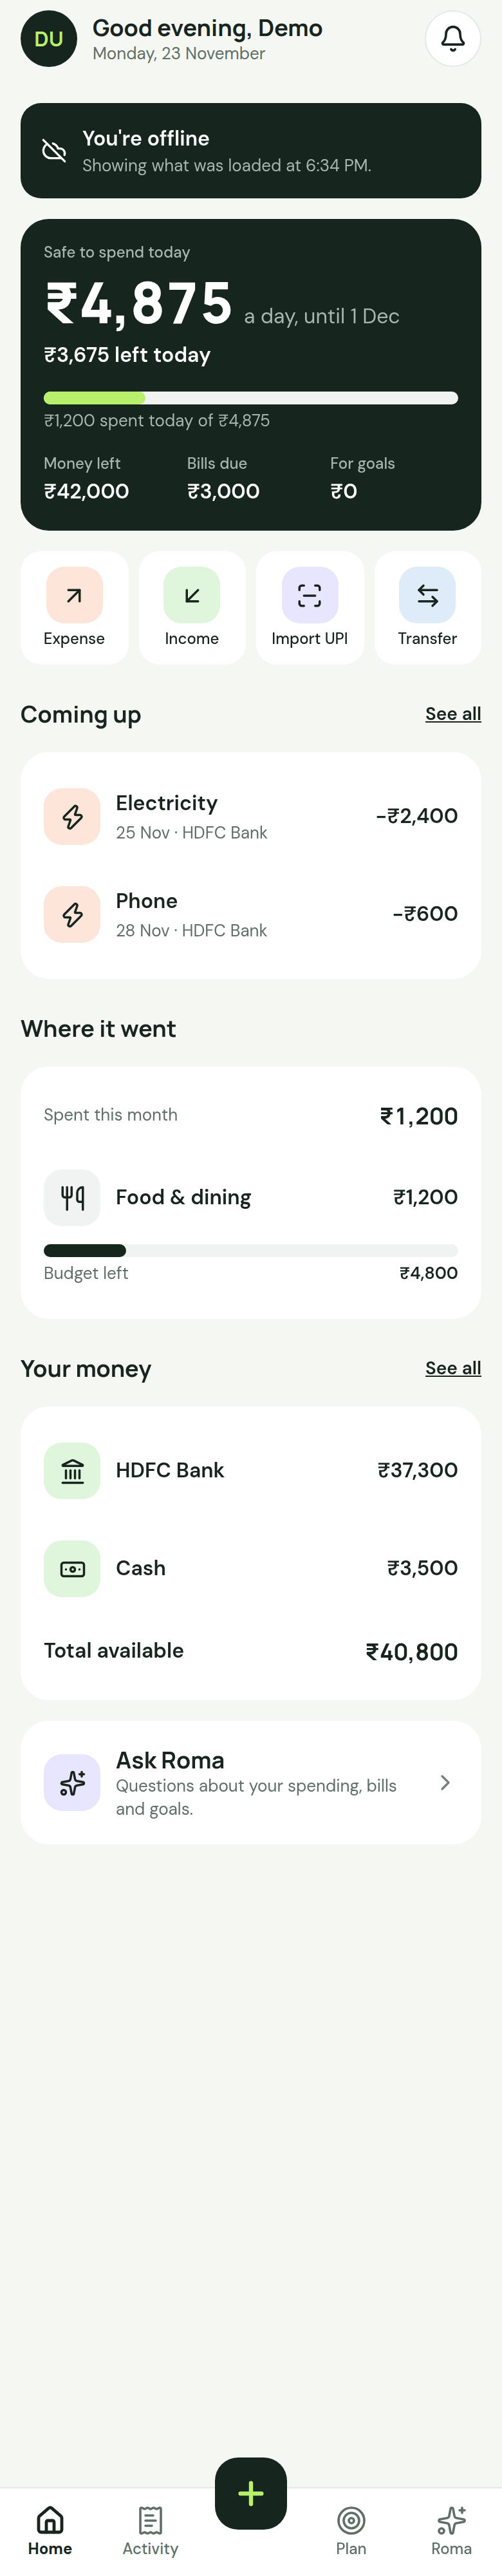 DU
Good evening, Demo
Monday, 23 November
You're offline
Showing what was loaded at 6:34 PM.
Safe to spend today
₹4,875 a day, until 1 Dec
₹3,675 left today
₹1,200 spent today of ₹4,875
Money left Bills due For goals
₹42,000 ₹3,000 ₹0
Expense Income Import UPI Transfer
Coming up See all
Electricity
25 Nov · HDFC Bank
-₹2,400
Phone
28 Nov · HDFC Bank
-₹600
Where it went
Spent this month ₹1,200
Food & dining ₹1,200
Budget left ₹4,800
Your money See all
HDFC Bank ₹37,300
Cash ₹3,500
Total available ₹40,800
Ask Roma
Questions about your spending, bills
and goals.
Home Activity Plan Roma